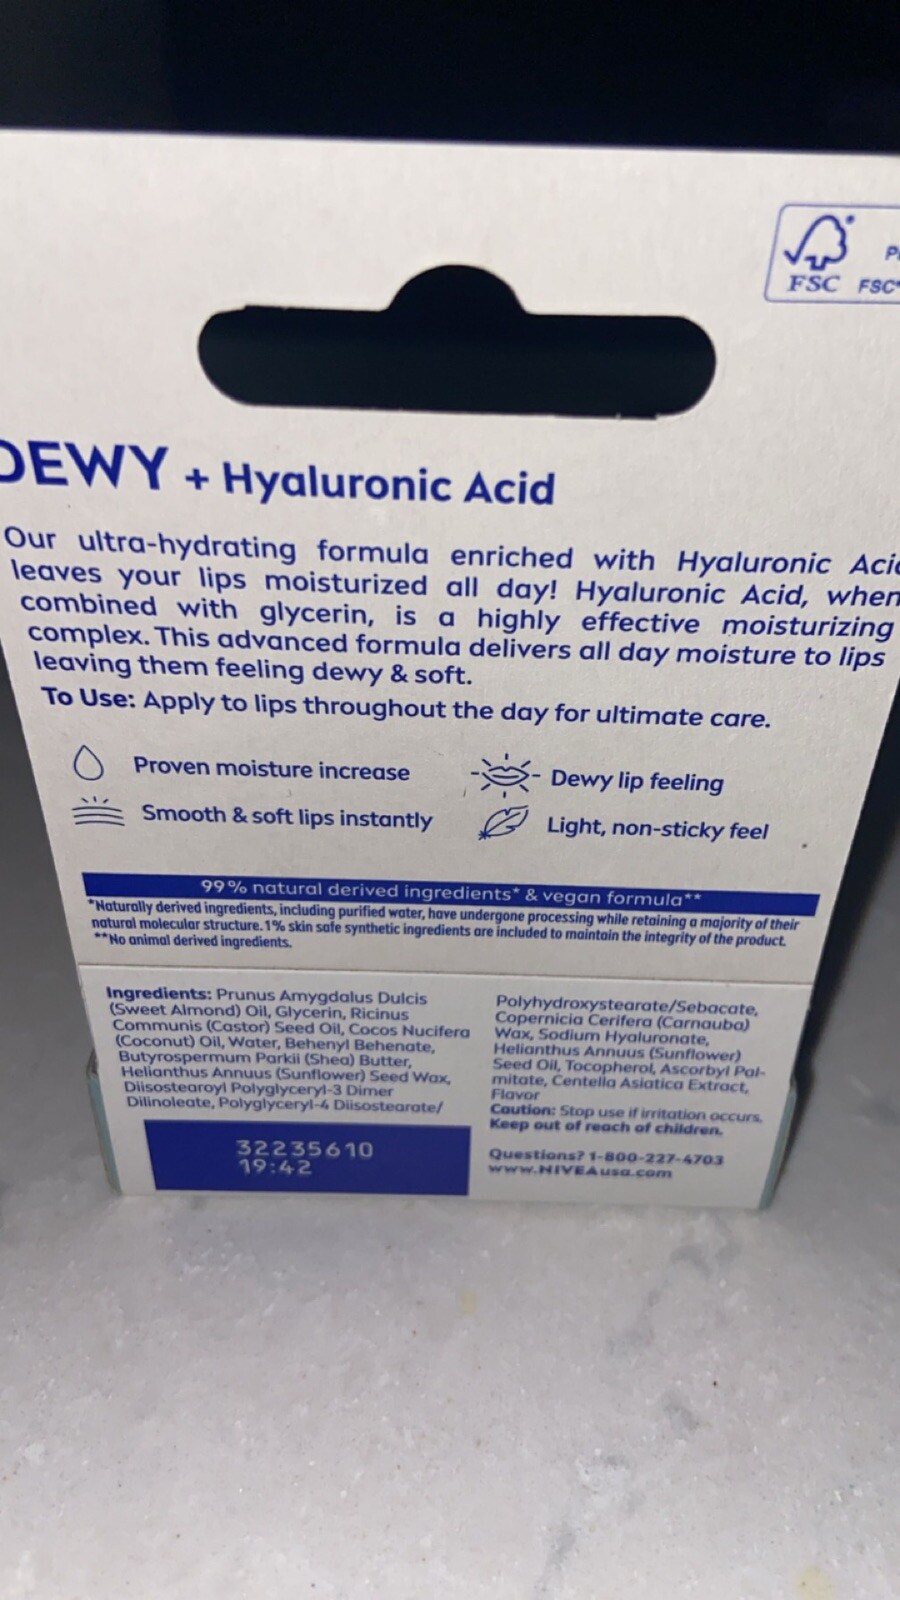 FSC
DEWY + Hyaluronic Acid
Our ultra-hydrating formula enriched with Hyaluronic
leaves your lips moisturized all day! Hyaluronic Acid, when
combined with glycerin, is a highly effective moisturizing
complex. This advanced formula delivers all day moisture to lips
leaving them feeling dewy & soft.
To Use: Apply to lips throughout the day for ultimate care.
Proven moisture increase
Dewy lip feeling
Smooth & soft lips instantly
Light, non-sticky feel
99% natural derived ingredients* & vegan formula**
*Naturally derived ingredients, including purified water, have undergone processing while retaining a majority of their
natural molecular structure. 1% skin safe synthetic ingredients are included to maintain the integrity of the product.
**No animal derived ingredients.
Ingredients: Prunus Amygdalus Dulcis
(Sweet Almond) Oil, Glycerin, Ricinus
Communis (Castor) Seed Oil, Cocos Nucifera
(Coconut) Oil, Water, Behenyl Behenate,
Butyrospermum Parkii (Shea) Butter,
Helianthus Annuus (Sunflower) Seed Wax,
Diisostearoyl Polyglyceryl-3 Dimer
Dilinoleate, Polyglyceryl-4 Diisostearate/
Polyhydroxystearate/Sebacate,
Copernicia Cerifera (Carnauba)
Wax, Sodium Hyaluronate,
Helianthus Annuus (Sunflower)
Seed Oil, Tocopherol, Ascorbyl Pal-
mitate, Centella Asiatica Extract,
Flavor
Caution: Stop use if irritation occurs.
Keep out of reach of children.
Questions? 1-800-227-4703
www.NIVEAusa.com
32235610
19:42